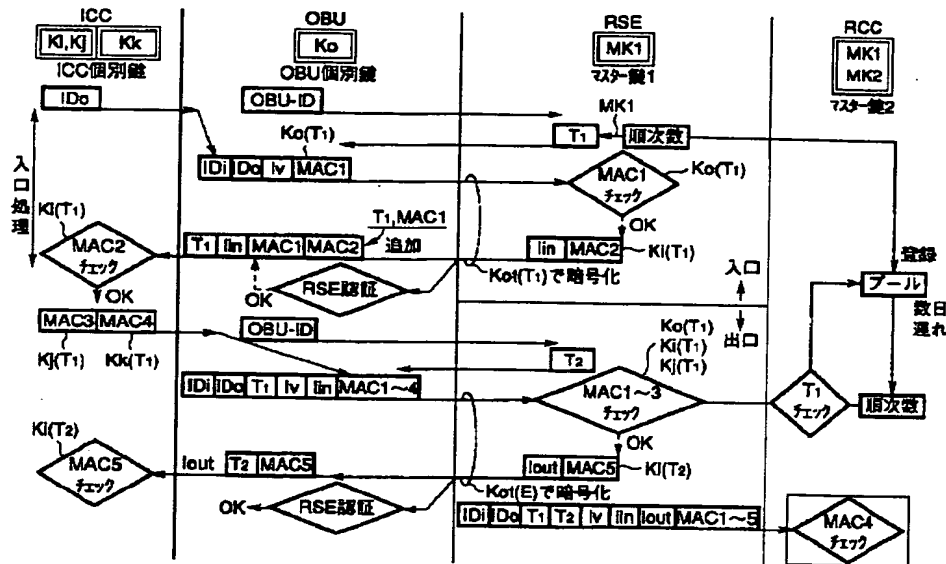 ICC
OBU
RSE
RCC
Ki,Kj
Kk
Ko
MK1
MK1
MK2
ICC個別鍵
OBU個別鍵
マスター鍵1
マスター鍵2
IDo
OBU-ID
MK1
T1
順次数
Ko(T1)
IDi IDo Iv MAC1
MAC1
チェック
Ko(T1)
入口処理
OK
Ki(T1)
T1,MAC1
追加
MAC2
チェック
T1 Iin MAC1 MAC2
Iin MAC2
Ki(T1)
登録
Kot(T1)で暗号化
入口
プール
OK
RSE認証
OK
出口
数日
遅れ
MAC3 MAC4
OBU-ID
Ko(T1)
Ki(T1)
Kj(T1)
Kj(T1)
Kk(T1)
T2
IDi IDo T1 Iv Iin MAC1~4
MAC1~3
チェック
T1
チェック
順次数
Ki(T2)
OK
MAC5
チェック
Iout
T2 MAC5
Iout MAC5
Ki(T2)
OK
RSE認証
Kot(E)で暗号化
IDi IDo T1 T2 Iv Iin Iout MAC1~5
MAC4
チェック